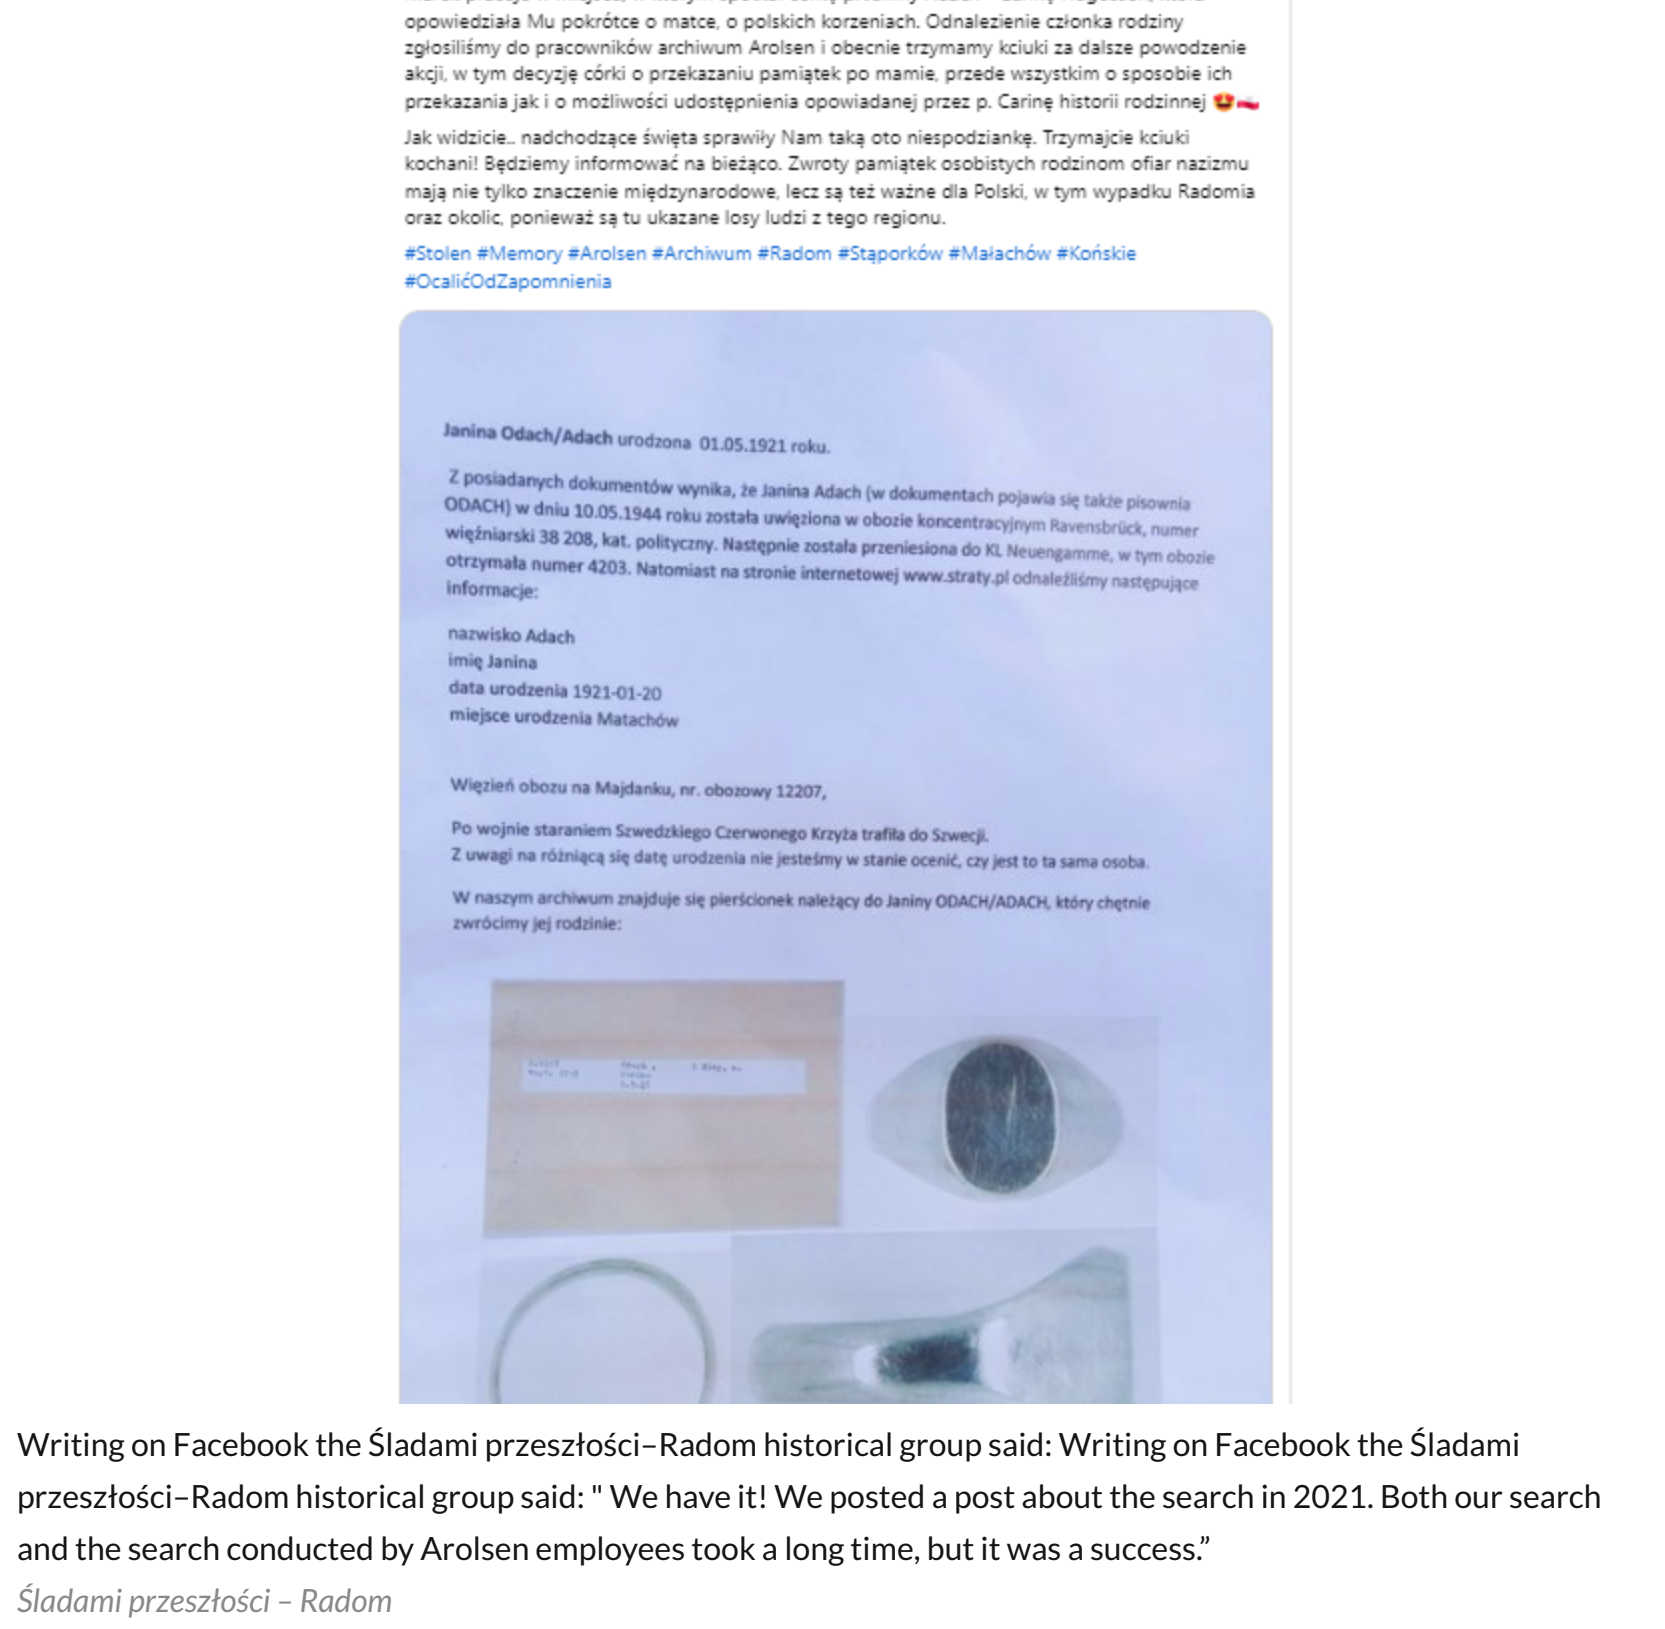 opowiedziała Mu pokrótce o matce, o polskich korzeniach. Odnalezienie członka rodziny
zgłosiliśmy do pracowników archiwum Arolsen i obecnie trzymamy kciuki za dalsze powodzenie
akcji, w tym decyzję córki o przekazaniu pamiątek po mamie, przede wszystkim o sposobie ich
przekazania jak i o możliwości udostępnienia opowiadanej przez p. Carinę historii rodzinnej 🤩🇵🇱
Jak widzicie.. nadchodzące święta sprawiły Nam taką oto niespodziankę. Trzymajcie kciuki
kochani! Będziemy informować na bieżąco. Zwroty pamiątek osobistych rodzinom ofiar nazizmu
mają nie tylko znaczenie międzynarodowe, lecz są też ważne dla Polski, w tym wypadku Radomia
oraz okolic, ponieważ są tu ukazane losy ludzi z tego regionu.
#Stolen #Memory #Arolsen #Archiwum #Radom #Stąporków #Małachów #Końskie
#OcalićOdZapomnienia
Janina Odach/Adach urodzona 01.05.1921 roku.
Z posiadanych dokumentów wynika, że Janina Adach (w dokumentach pojawia się także pisownia
ODACH) w dniu 10.05.1944 roku została uwięziona w obozie koncentracyjnym Ravensbrück, numer
więźniarski 38 208, kat. polityczny. Następnie została przeniesiona do KL Neuengamme, w tym obozie
otrzymała numer 4203. Natomiast na stronie internetowej www.straty.pl odnaleźliśmy następujące
informacje:
nazwisko Adach
imię Janina
data urodzenia 1921-01-20
miejsce urodzenia Matachów
Więzień obozu na Majdanku, nr. obozowy 12207,
Po wojnie staraniem Szwedzkiego Czerwonego Krzyża trafiła do Szwecji.
Z uwagi na różniącą się datę urodzenia nie jesteśmy w stanie ocenić, czy jest to ta sama osoba.
W naszym archiwum znajduje się pierścionek należący do Janiny ODACH/ADACH, który chętnie
zwrócimy jej rodzinie:
Writing on Facebook the Śladami przeszłości–Radom historical group said: Writing on Facebook the Śladami
przeszłości–Radom historical group said: " We have it! We posted a post about the search in 2021. Both our search
and the search conducted by Arolsen employees took a long time, but it was a success.”
Śladami przeszłości – Radom